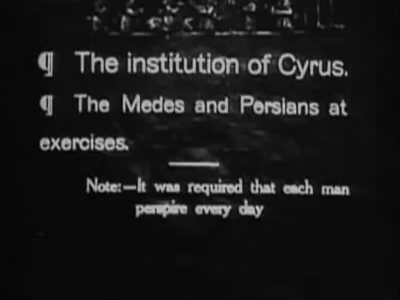 ¶ The institution of Cyrus.
¶ The Medes and Persians at
exercises.
Note:—It was required that each man
perspire every day